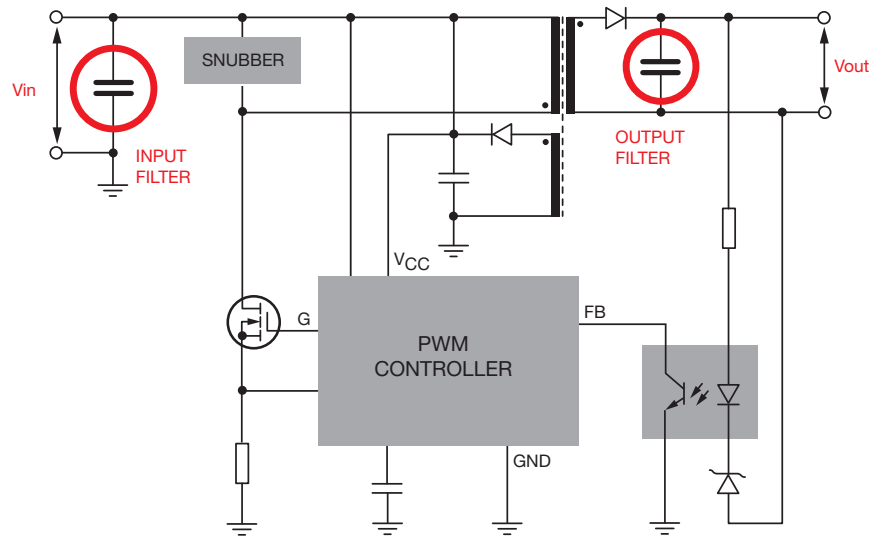 SNUBBER
Vin
Vout
INPUT
FILTER
OUTPUT
FILTER
VCC
G
FB
PWM
CONTROLLER
GND